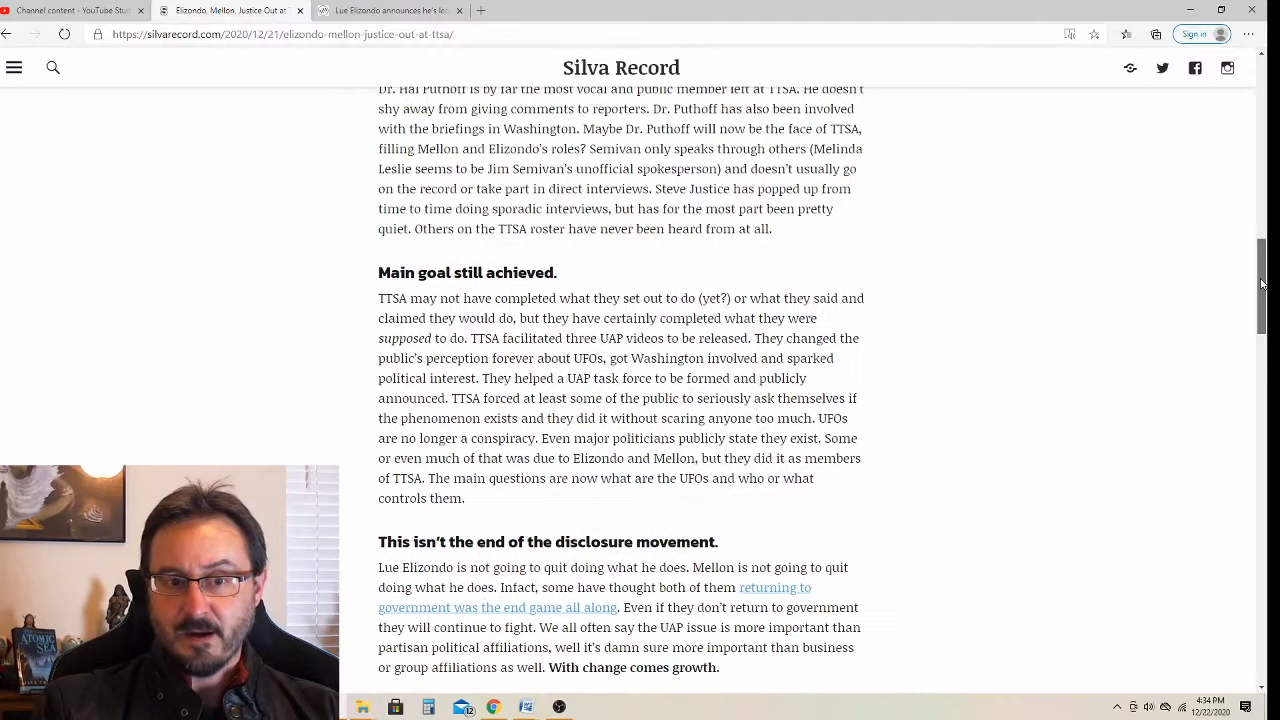 Channel content - YouTube Stud
Elizondo, Mellon, Justice Out at
Lue Elizondo announces he's lea
https://silvarecord.com/2020/12/21/elizondo-mellon-justice-out-at-ttsa/
Sign in
Silva Record
Dr. Hal Puthoff is by far the most vocal and public member left at TTSA. He doesn't
shy away from giving comments to reporters. Dr. Puthoff has also been involved
with the briefings in Washington. Maybe Dr. Puthoff will now be the face of TTSA,
filling Mellon and Elizondo's roles? Semivan only speaks through others (Melinda
Leslie seems to be Jim Semivan's unofficial spokesperson) and doesn't usually go
on the record or take part in direct interviews. Steve Justice has popped up from
time to time doing sporadic interviews, but has for the most part been pretty
quiet. Others on the TTSA roster have never been heard from at all.
Main goal still achieved.
TTSA may not have completed what they set out to do (yet?) or what they said and
claimed they would do, but they have certainly completed what they were
supposed to do. TTSA facilitated three UAP videos to be released. They changed the
public's perception forever about UFOs, got Washington involved and sparked
political interest. They helped a UAP task force to be formed and publicly
announced. TTSA forced at least some of the public to seriously ask themselves if
the phenomenon exists and they did it without scaring anyone too much. UFOs
are no longer a conspiracy. Even major politicians publicly state they exist. Some
or even much of that was due to Elizondo and Mellon, but they did it as members
of TTSA. The main questions are now what are the UFOs and who or what
controls them.
This isn't the end of the disclosure movement.
Lue Elizondo is not going to quit doing what he does. Mellon is not going to quit
doing what he does. Infact, some have thought both of them returning to
government was the end game all along. Even if they don't return to government
they will continue to fight. We all often say the UAP issue is more important than
partisan political affiliations, well it's damn sure more important than business
or group affiliations as well. With change comes growth.
THE
ATOMIC
SEA
12
4:34 PM
12/22/2020